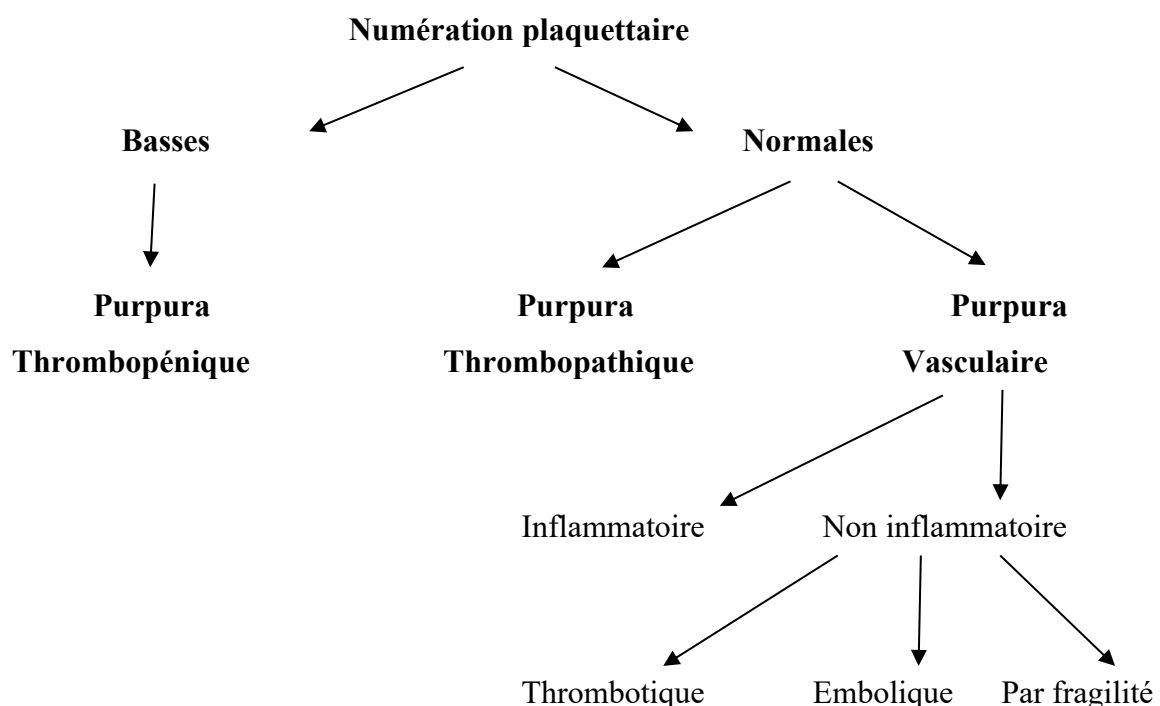 Numération plaquettaire
Basses
Normales
Purpura
Thrombopénique
Purpura
Thrombopathique
Purpura
Vasculaire
Inflammatoire
Non inflammatoire
Thrombotique
Embolique
Par fragilité